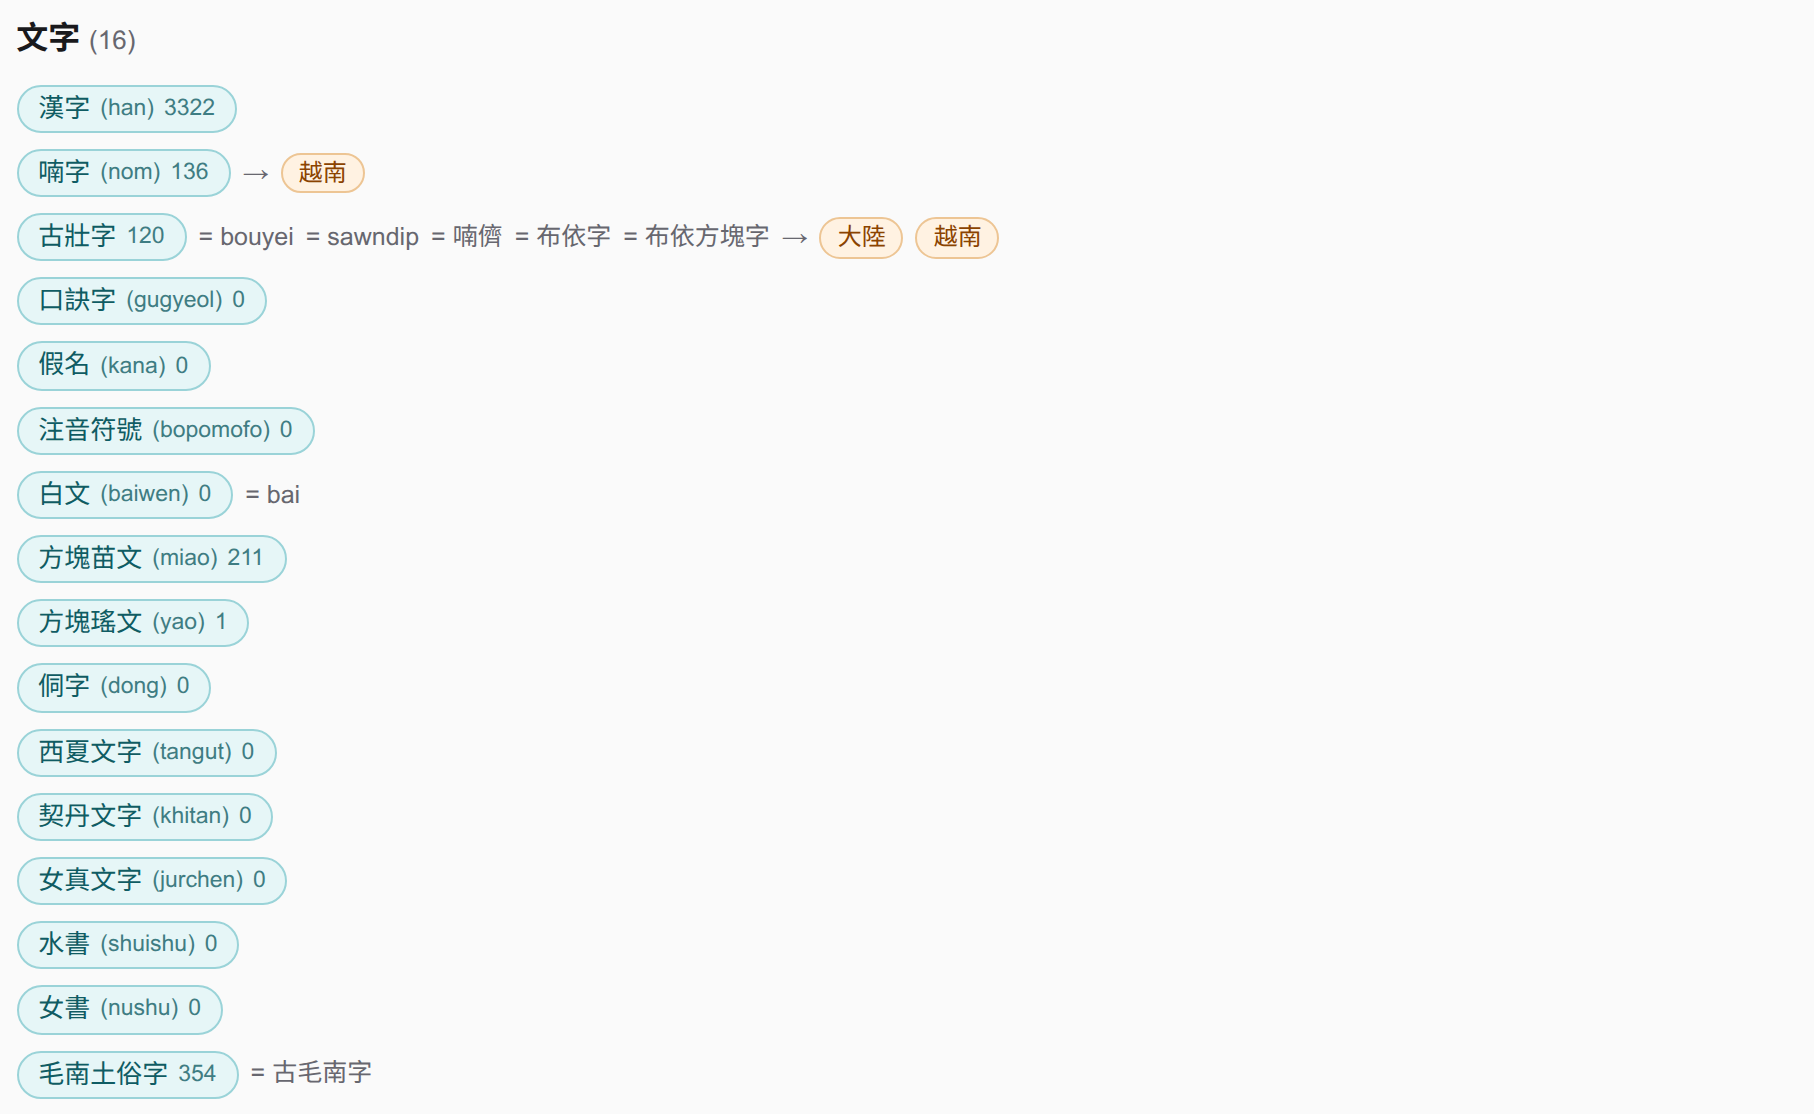 文字 (16)
漢字 (han) 3322
喃字 (nom) 136 → 越南
古壯字 120 = bouyei = sawndip = 喃儕 = 布依字 = 布依方塊字 → 大陸 越南
口訣字 (gugyeol) 0
假名 (kana) 0
注音符號 (bopomofo) 0
白文 (baiwen) 0 = bai
方塊苗文 (miao) 211
方塊瑤文 (yao) 1
侗字 (dong) 0
西夏文字 (tangut) 0
契丹文字 (khitan) 0
女真文字 (jurchen) 0
水書 (shuishu) 0
女書 (nushu) 0
毛南土俗字 354 = 古毛南字